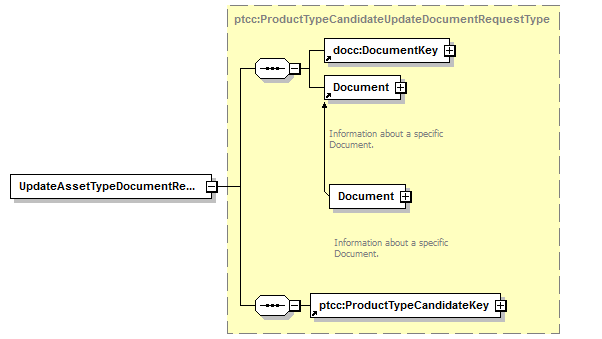 ptcc:ProductTypeCandidateUpdateDocumentRequestType
docc:DocumentKey
Document
Information about a specific
Document.
UpdateAssetTypeDocumentRe...
Document
Information about a specific
Document.
ptcc:ProductTypeCandidateKey